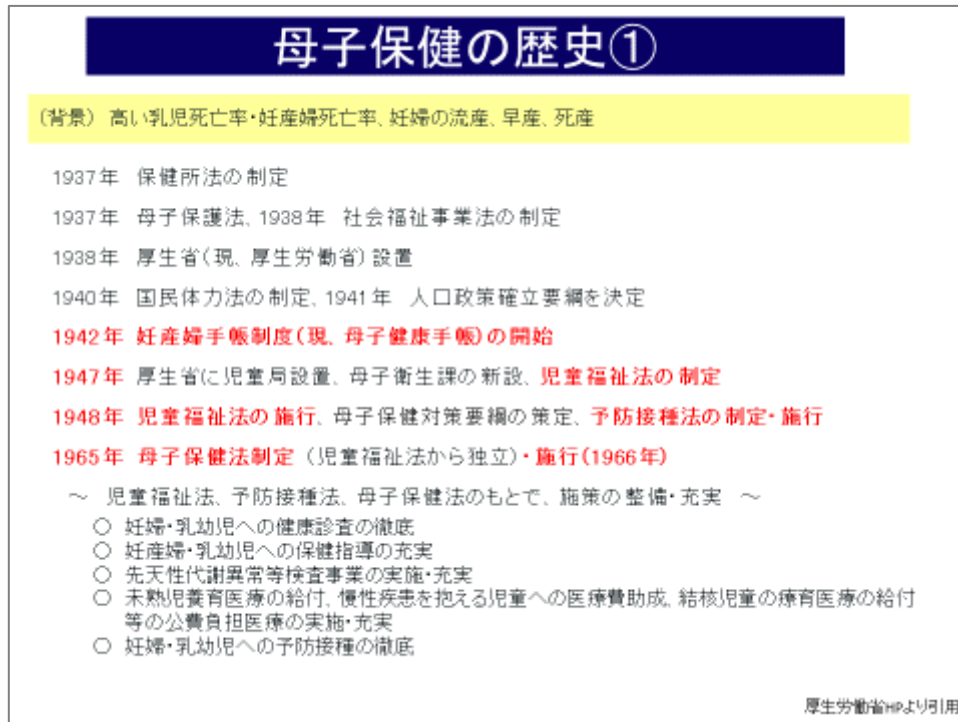 母子保健の歴史①
（背景） 高い乳児死亡率・妊産婦死亡率、妊婦の流産、早産、死産
1937年 保健所法の制定
1937年 母子保護法、1938年 社会福祉事業法の制定
1938年 厚生省(現、厚生労働省) 設置
1940年 国民体力法の制定、1941年 人口政策確立要綱を決定
1942年 妊産婦手帳制度(現、母子健康手帳)の開始
1947年 厚生省に児童局設置、母子衛生課の新設、児童福祉法の制定
1948年 児童福祉法の施行、母子保健対策要綱の策定、予防接種法の制定・施行
1965年 母子保健法制定 (児童福祉法から独立)・施行(1966年)
～ 児童福祉法、予防接種法、母子保健法のもとで、施策の整備・充実 ～
○ 妊婦・乳幼児への健康診査の徹底
○ 妊産婦・乳幼児への保健指導の充実
○ 先天性代謝異常等検査事業の実施・充実
○ 未熟児養育医療の給付、慢性疾患を抱える児童への医療費助成、結核児童の療育医療の給付
等の公費負担医療の実施・充実
○ 妊婦・乳幼児への予防接種の徹底
厚生労働省HPより引用